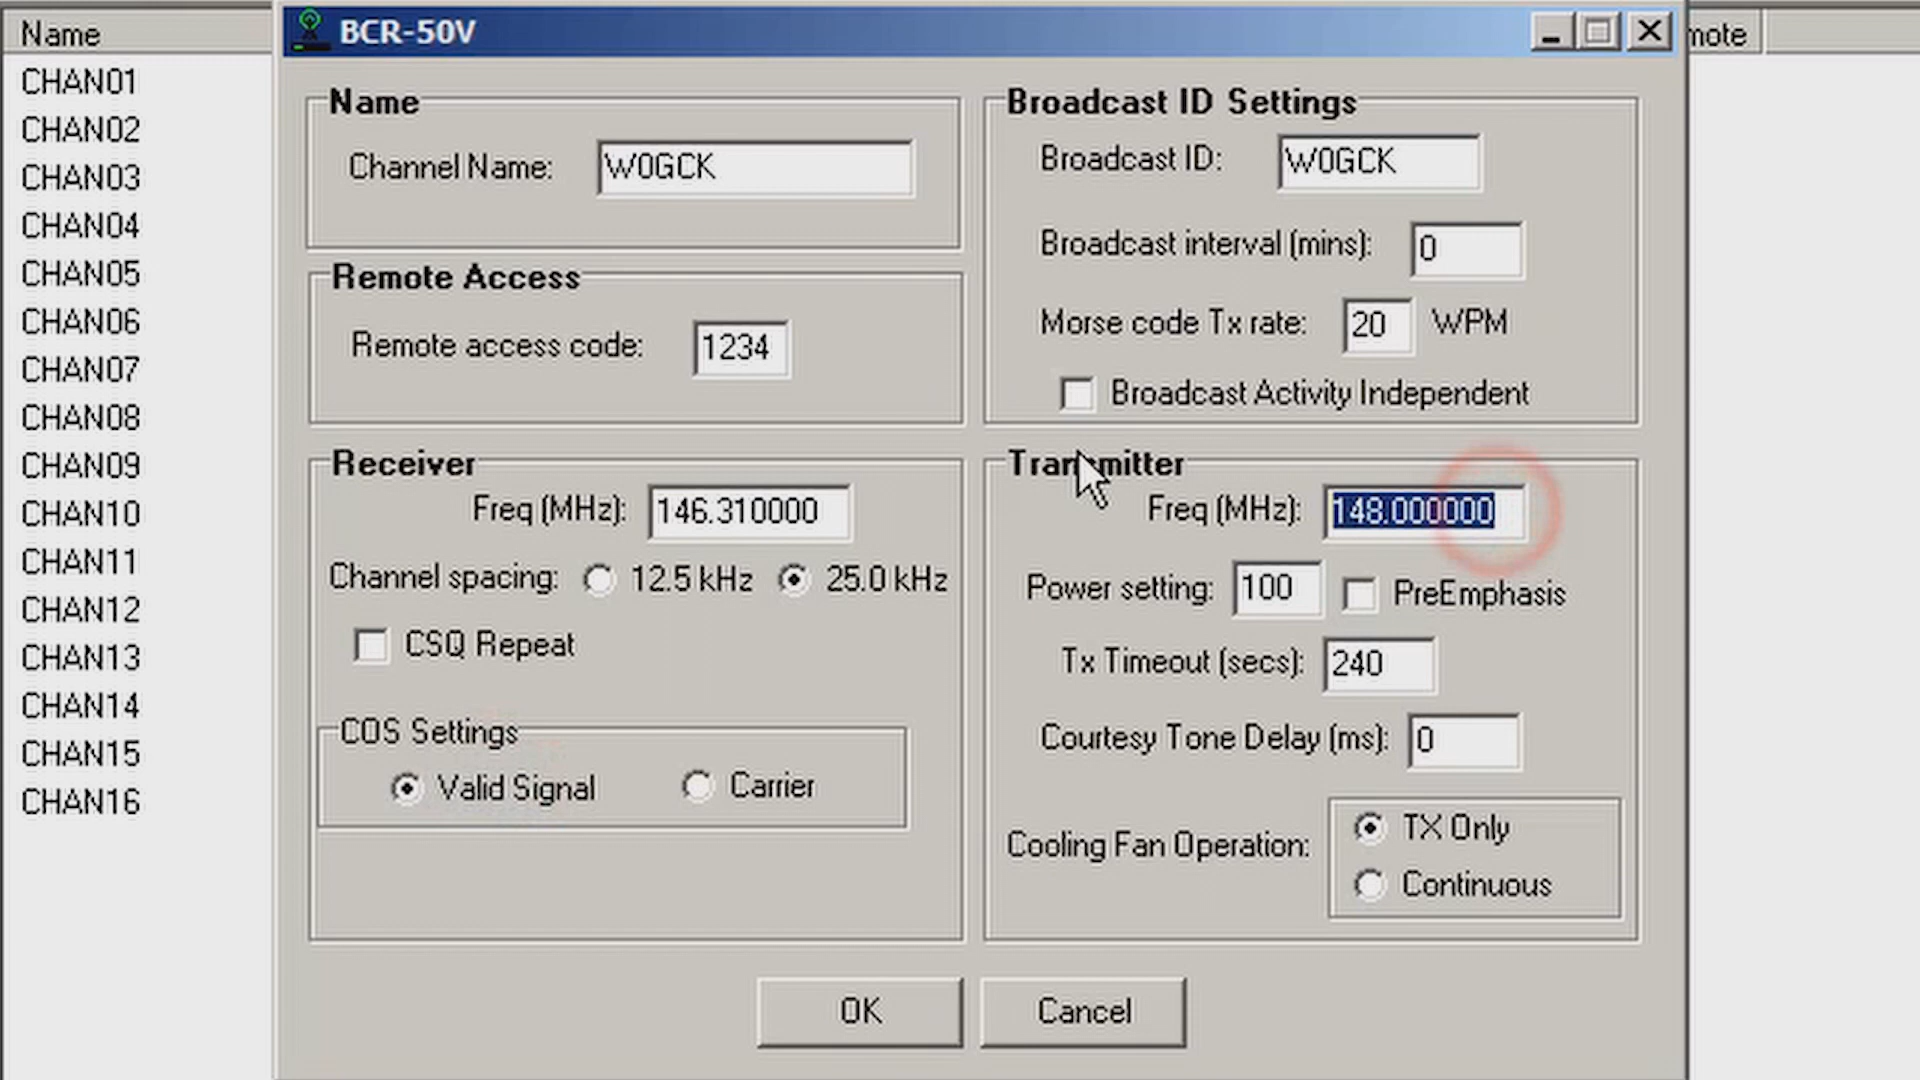 Name
mote
CHAN01
CHAN02
CHAN03
CHAN04
CHAN05
CHAN06
CHAN07
CHAN08
CHAN09
CHAN10
CHAN11
CHAN12
CHAN13
CHAN14
CHAN15
CHAN16
BCR-50V
Name
Channel Name: W0GCK
Remote Access
Remote access code: 1234
Broadcast ID Settings
Broadcast ID: W0GCK
Broadcast interval (mins): 0
Morse code Tx rate: 20 WPM
Broadcast Activity Independent
Receiver
Freq (MHz): 146.310000
Channel spacing: 12.5 kHz 25.0 kHz
CSQ Repeat
COS Settings
Valid Signal Carrier
Transmitter
Freq (MHz): 148.000000
Power setting: 100 PreEmphasis
Tx Timeout (secs): 240
Courtesy Tone Delay (ms): 0
Cooling Fan Operation: TX Only
Continuous
OK Cancel